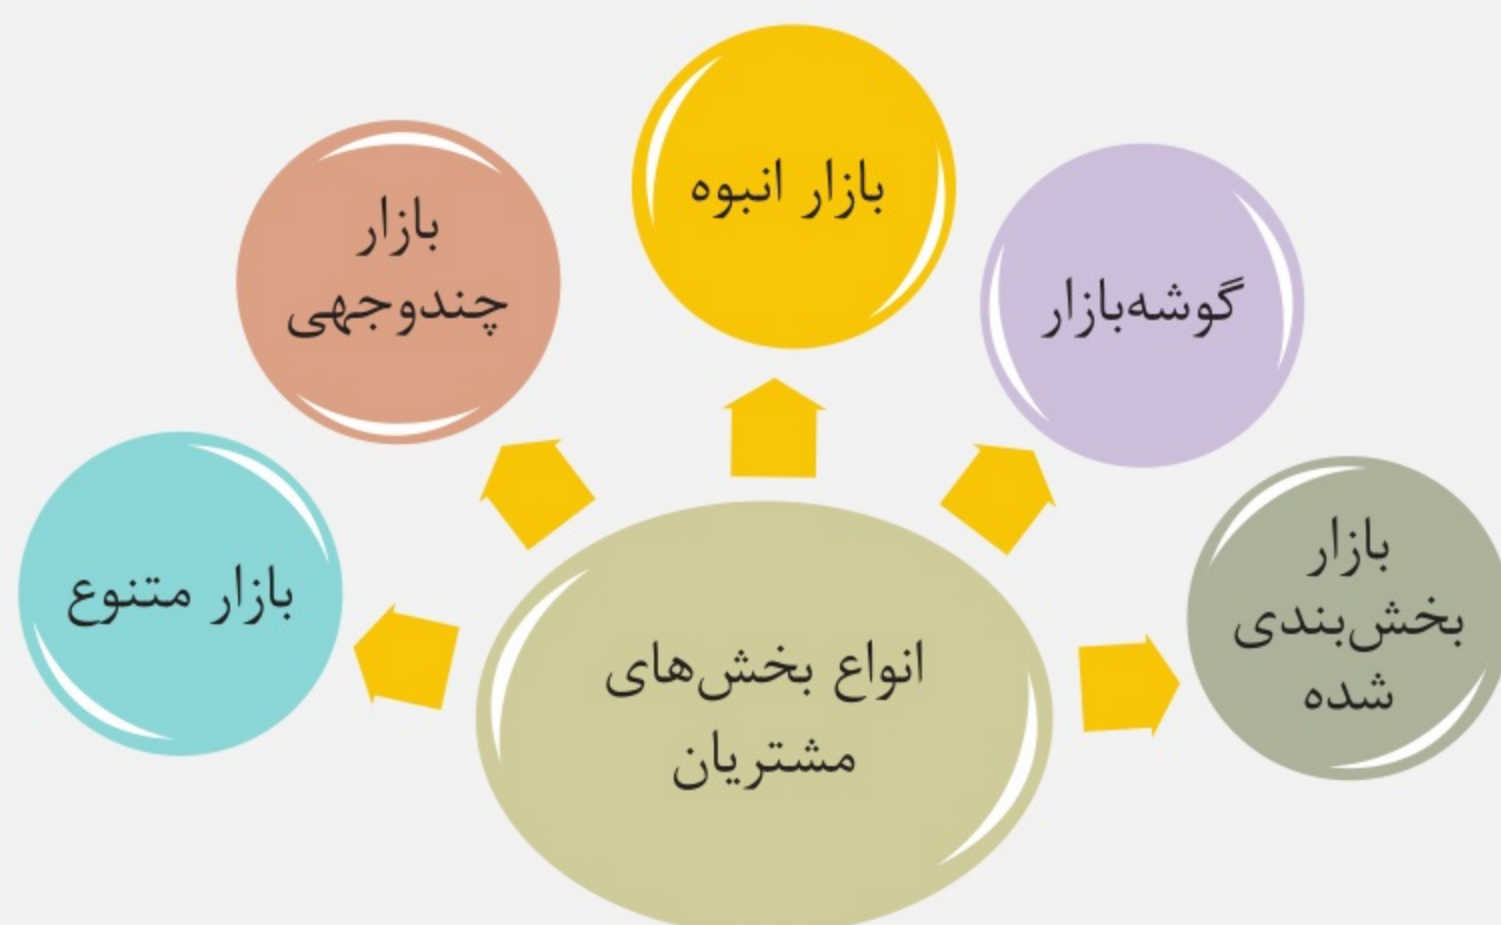 بازار انبوه
گوشه‌بازار
بازار
چندوجهی
بازار
بخش‌بندی
شده
بازار متنوع
انواع بخش‌های
مشتریان